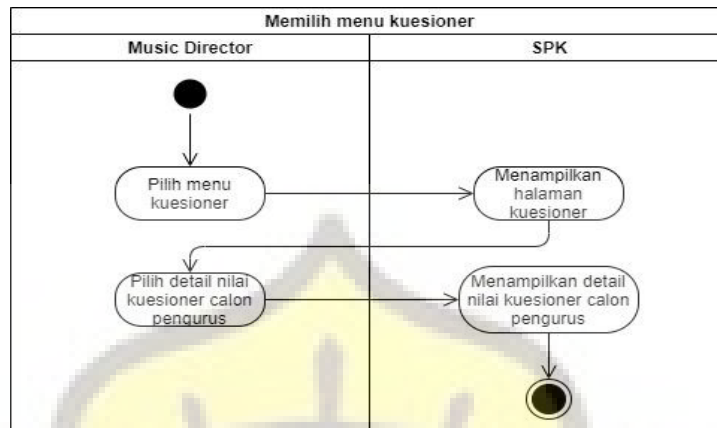 Memilih menu kuesioner
Music Director
SPK
Pilih menu
kuesioner
Menampilkan
halaman
kuesioner
Pilih detail nilai
kuesioner calon
pengurus
Menampilkan detail
nilai kuesioner calon
pengurus